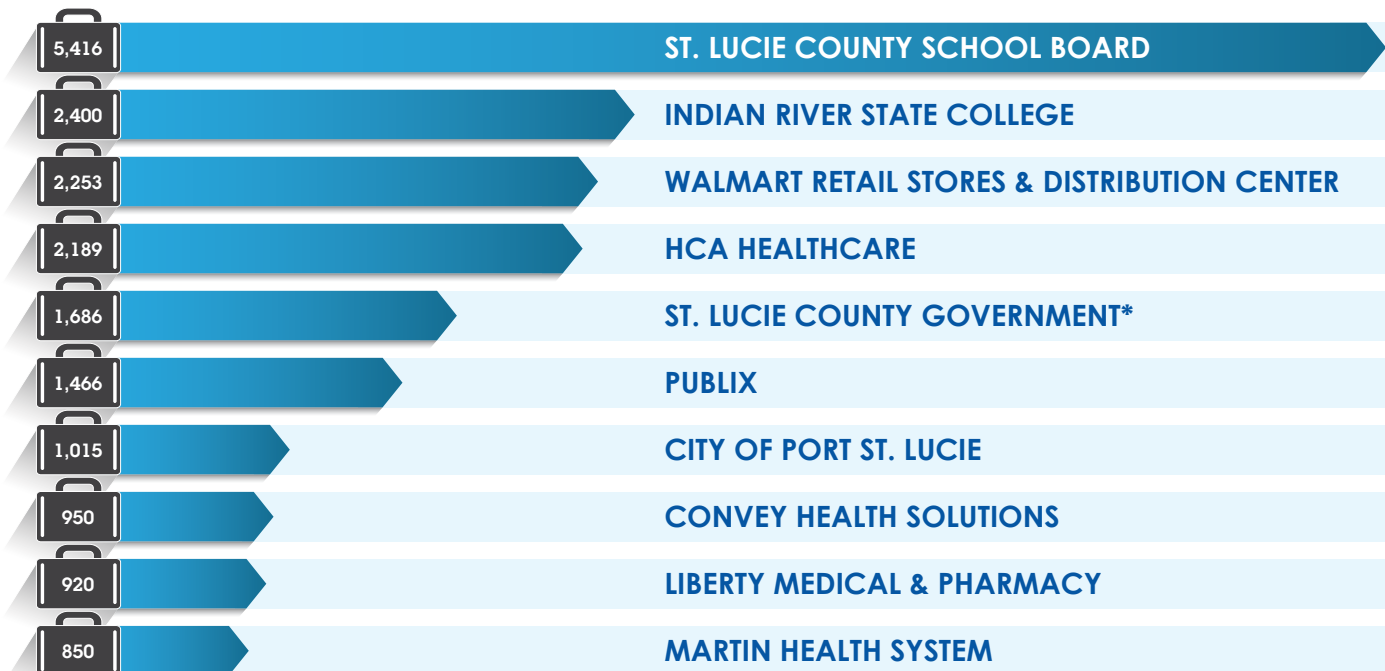 5,416 ST. LUCIE COUNTY SCHOOL BOARD
2,400 INDIAN RIVER STATE COLLEGE
2,253 WALMART RETAIL STORES & DISTRIBUTION CENTER
2,189 HCA HEALTHCARE
1,686 ST. LUCIE COUNTY GOVERNMENT*
1,466 PUBLIX
1,015 CITY OF PORT ST. LUCIE
950 CONVEY HEALTH SOLUTIONS
920 LIBERTY MEDICAL & PHARMACY
850 MARTIN HEALTH SYSTEM